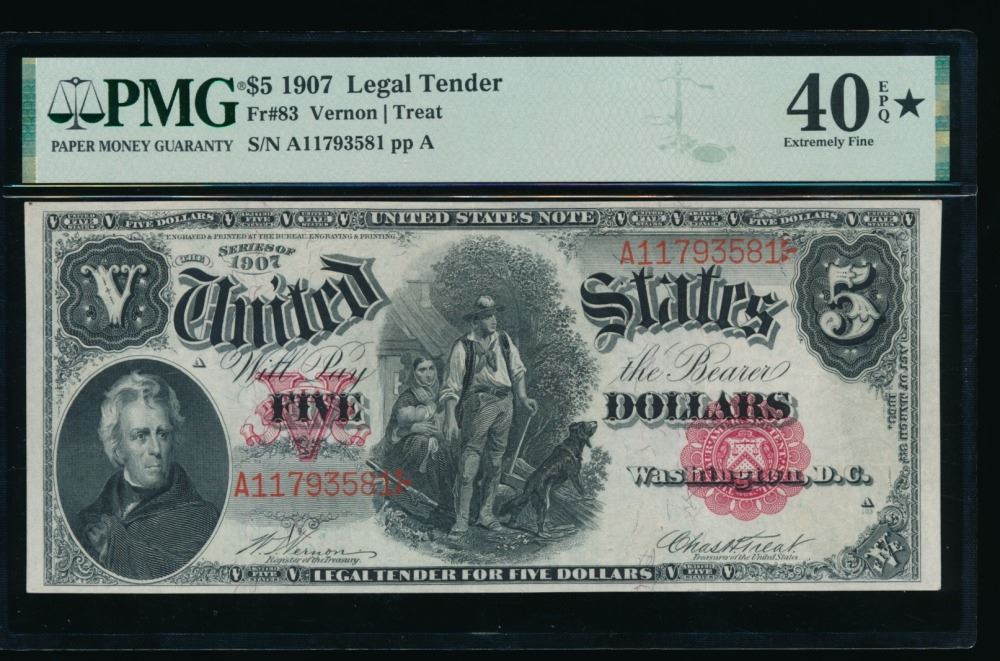 PMG
PAPER MONEY GUARANTY
$5 1907 Legal Tender
Fr#83 Vernon | Treat
S/N A11793581 pp A
40 EPQ ★
Extremely Fine
V FIVE DOLLARS V V V UNITED STATES NOTE V V V FIVE DOLLARS V
ENGRAVED & PRINTED AT THE BUREAU, ENGRAVING & PRINTING.
SERIES OF
1907
A11793581
V
THE
United States
5
A
Will Pay the Bearer
V
FIVE DOLLARS
Washington, D.C.
A11793581
A
W. T. Vernon
Register of the Treasury.
Chas H Treat
Treasurer of the United States.
V
LEGAL TENDER FOR FIVE DOLLARS